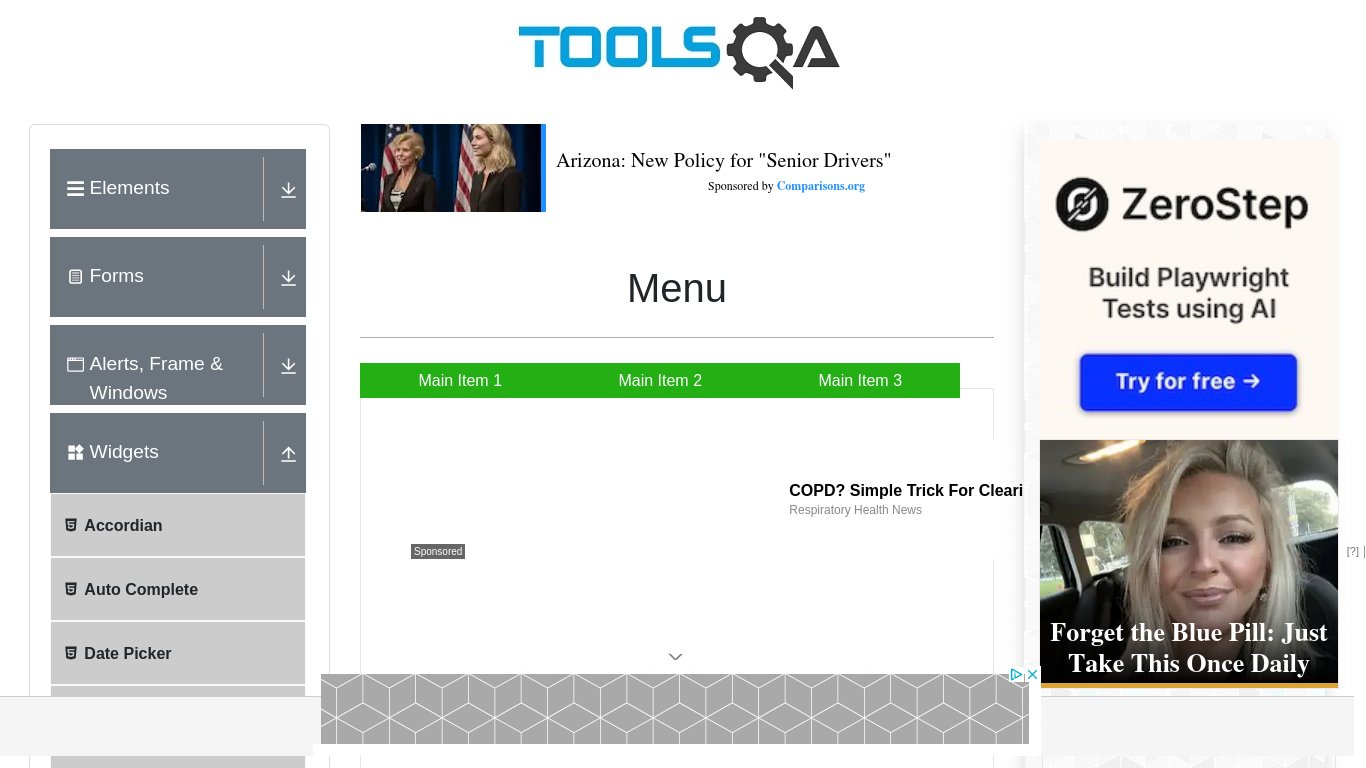 TOOLSQA
Elements
Forms
Alerts, Frame &
Windows
Widgets
Accordian
Auto Complete
Date Picker
Arizona: New Policy for "Senior Drivers"
Sponsored by Comparisons.org
Menu
Main Item 1
Main Item 2
Main Item 3
COPD? Simple Trick For Cleari
Respiratory Health News
Sponsored
ZeroStep
Build Playwright
Tests using AI
Try for free →
Forget the Blue Pill: Just
Take This Once Daily
[?]